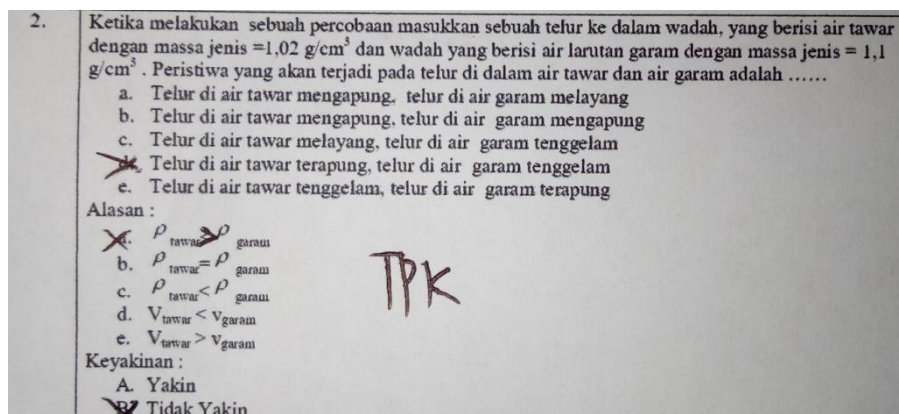 2. Ketika melakukan sebuah percobaan masukkan sebuah telur ke dalam wadah, yang berisi air tawar
dengan massa jenis =1,02 g/cm³ dan wadah yang berisi air larutan garam dengan massa jenis = 1,1
g/cm³ . Peristiwa yang akan terjadi pada telur di dalam air tawar dan air garam adalah ……
a. Telur di air tawar mengapung, telur di air garam melayang
b. Telur di air tawar mengapung, telur di air garam mengapung
c. Telur di air tawar melayang, telur di air garam tenggelam
d. Telur di air tawar terapung, telur di air garam tenggelam
e. Telur di air tawar tenggelam, telur di air garam terapung
Alasan :
a. ρ tawar > ρ garam
b. ρ tawar = ρ garam
c. ρ tawar < ρ garam
d. V tawar < v garam
e. V tawar > v garam
TPK
Keyakinan :
A. Yakin
B. Tidak Yakin